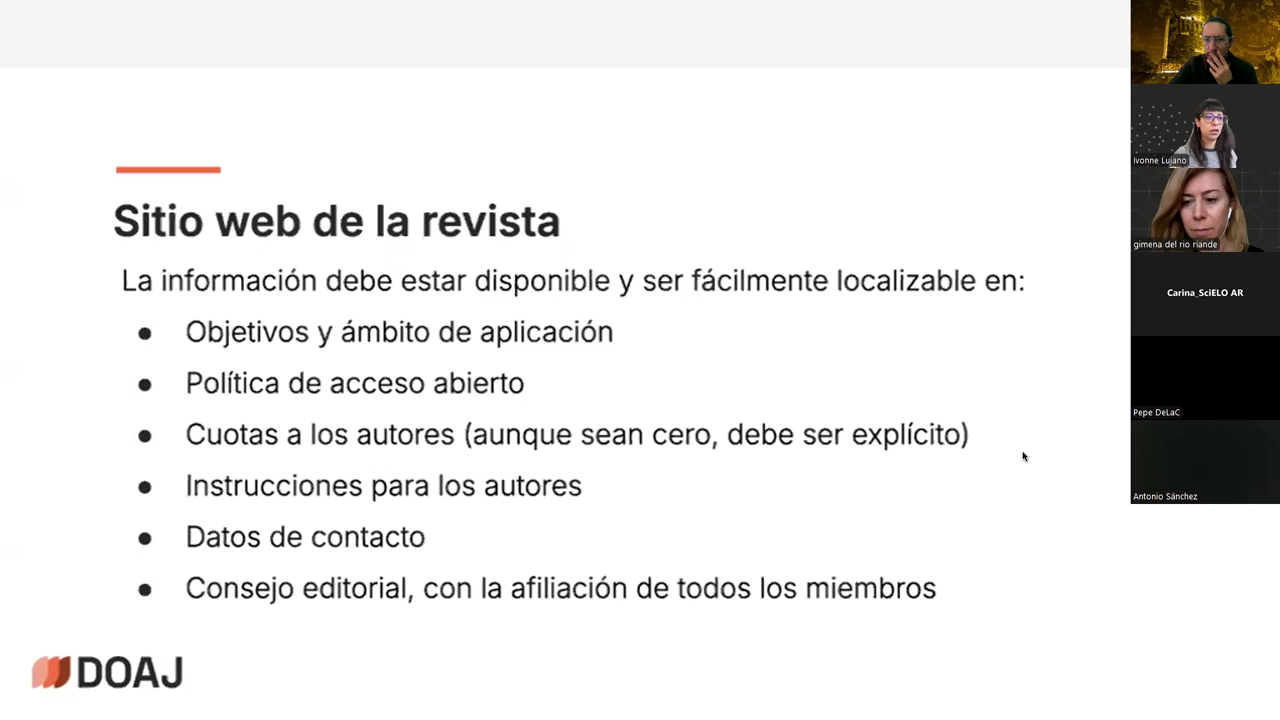 Sitio web de la revista
La información debe estar disponible y ser fácilmente localizable en:
● Objetivos y ámbito de aplicación
● Política de acceso abierto
● Cuotas a los autores (aunque sean cero, debe ser explícito)
● Instrucciones para los autores
● Datos de contacto
● Consejo editorial, con la afiliación de todos los miembros
DOAJ
Ivonne Lujano
gimena del rio riande
Carina_SciELO AR
Pepe DeLaC
Antonio Sánchez